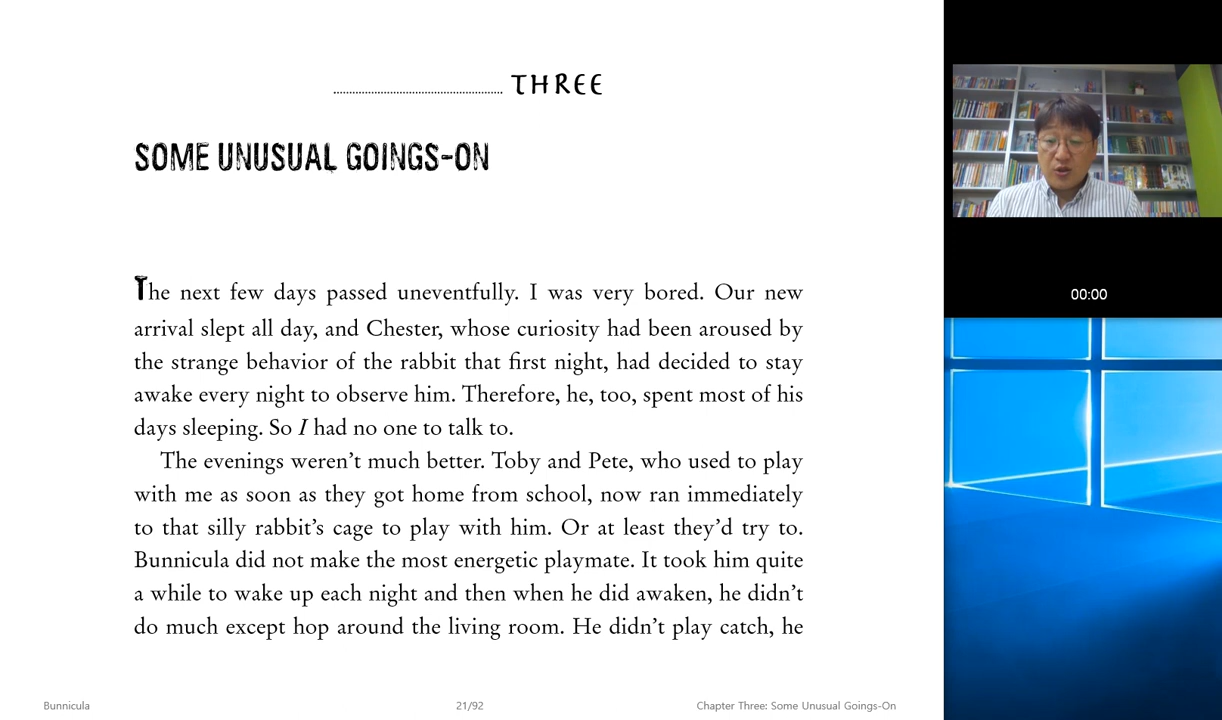 THREE
SOME UNUSUAL GOINGS-ON
The next few days passed uneventfully. I was very bored. Our new
arrival slept all day, and Chester, whose curiosity had been aroused by
the strange behavior of the rabbit that first night, had decided to stay
awake every night to observe him. Therefore, he, too, spent most of his
days sleeping. So I had no one to talk to.
The evenings weren’t much better. Toby and Pete, who used to play
with me as soon as they got home from school, now ran immediately
to that silly rabbit’s cage to play with him. Or at least they’d try to.
Bunnicula did not make the most energetic playmate. It took him quite
a while to wake up each night and then when he did awaken, he didn’t
do much except hop around the living room. He didn’t play catch, he
Bunnicula
21/92
Chapter Three: Some Unusual Goings-On
00:00